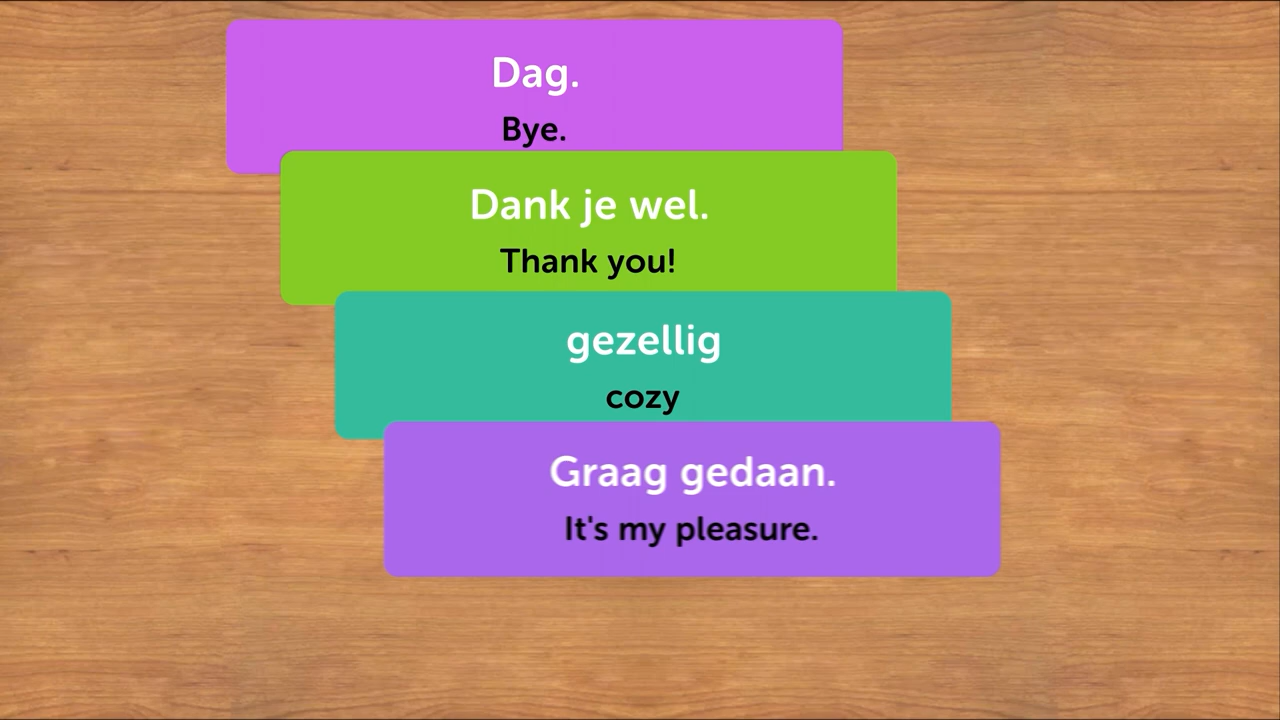 Dag.
Bye.
Dank je wel.
Thank you!
gezellig
cozy
Graag gedaan.
It's my pleasure.